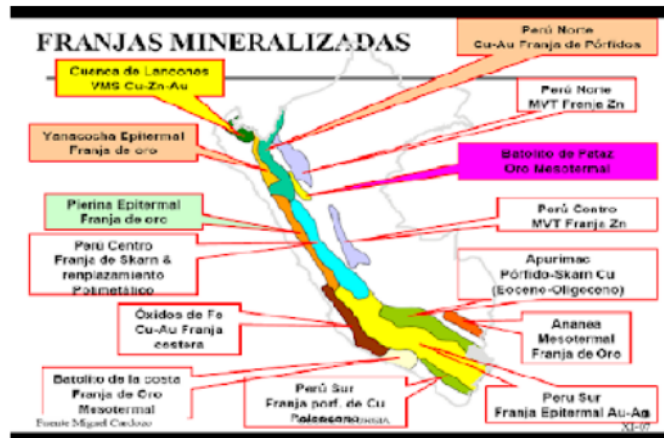 FRANJAS MINERALIZADAS
Perú Norte
Cu-Au Franja de Pórfidos
Cuenca de Lancones
VMS Cu-Zn-Au
Perú Norte
MVT Franja Zn
Yanacocha Epitermal
Franja de oro
Batolito de Pataz
Oro Mesotermal
Pierina Epitermal
Franja de oro
Perú Centro
MVT Franja Zn
Perú Centro
Franja de Skarn &
renplazamiento
Polimetálico
Apurimac
Pórfido-Skarn Cu
(Eoceno-Oligoceno)
Óxidos de Fe
Cu-Au Franja
costera
Ananea
Mesotermal
Franja de Oro
Batolito de la costa
Franja de Oro
Mesotermal
Perú Sur
Franja porf. de Cu
Paleoceno
Peru Sur
Franja Epitermal Au-Ag
Fuente Miguel Cardozo
XI-07